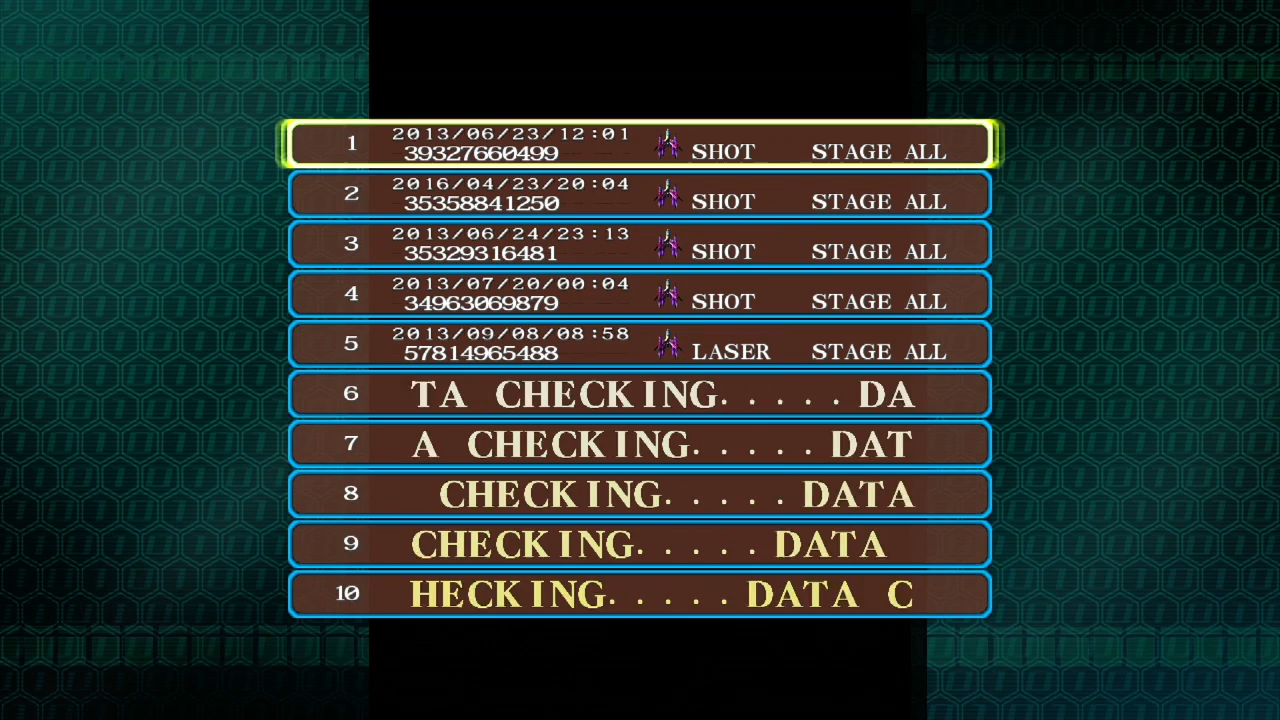 1 2013/06/23/12:01
39327660499 SHOT STAGE ALL
2 2016/04/23/20:04
35358841250 SHOT STAGE ALL
3 2013/06/24/23:13
35329316481 SHOT STAGE ALL
4 2013/07/20/00:04
34963069879 SHOT STAGE ALL
5 2013/09/08/08:58
57814965488 LASER STAGE ALL
6 TA CHECKING..... DA
7 A CHECKING..... DAT
8 CHECKING..... DATA
9 CHECKING..... DATA
10 HECKING..... DATA C